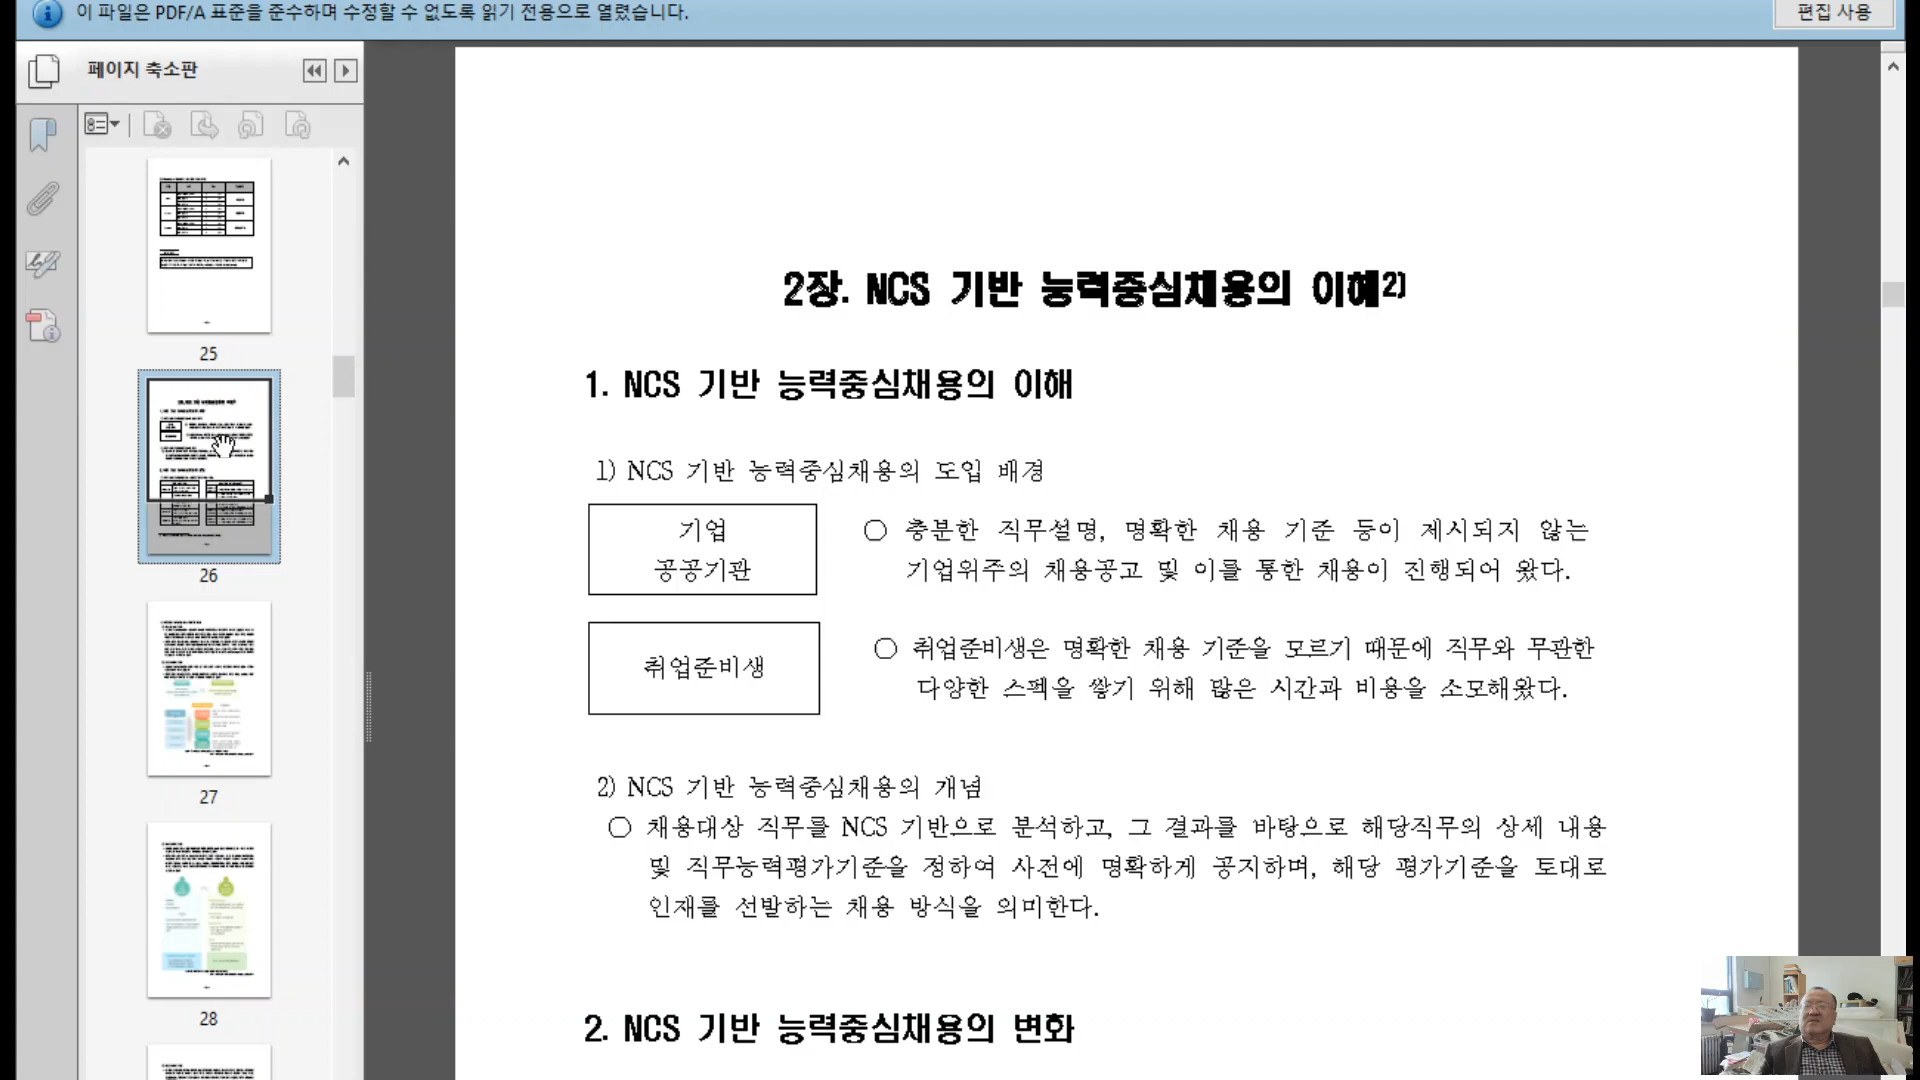 이 파일은 PDF/A 표준을 준수하며 수정할 수 없도록 읽기 전용으로 열렸습니다.
편집 사용
페이지 축소판
25
26
27
28
2장. NCS 기반 능력중심채용의 이해2)
1. NCS 기반 능력중심채용의 이해
1) NCS 기반 능력중심채용의 도입 배경
기업
공공기관
○ 충분한 직무설명, 명확한 채용 기준 등이 제시되지 않는
기업위주의 채용공고 및 이를 통한 채용이 진행되어 왔다.
취업준비생
○ 취업준비생은 명확한 채용 기준을 모르기 때문에 직무와 무관한
다양한 스펙을 쌓기 위해 많은 시간과 비용을 소모해왔다.
2) NCS 기반 능력중심채용의 개념
○ 채용대상 직무를 NCS 기반으로 분석하고, 그 결과를 바탕으로 해당직무의 상세 내용
및 직무능력평가기준을 정하여 사전에 명확하게 공지하며, 해당 평가기준을 토대로
인재를 선발하는 채용 방식을 의미한다.
2. NCS 기반 능력중심채용의 변화